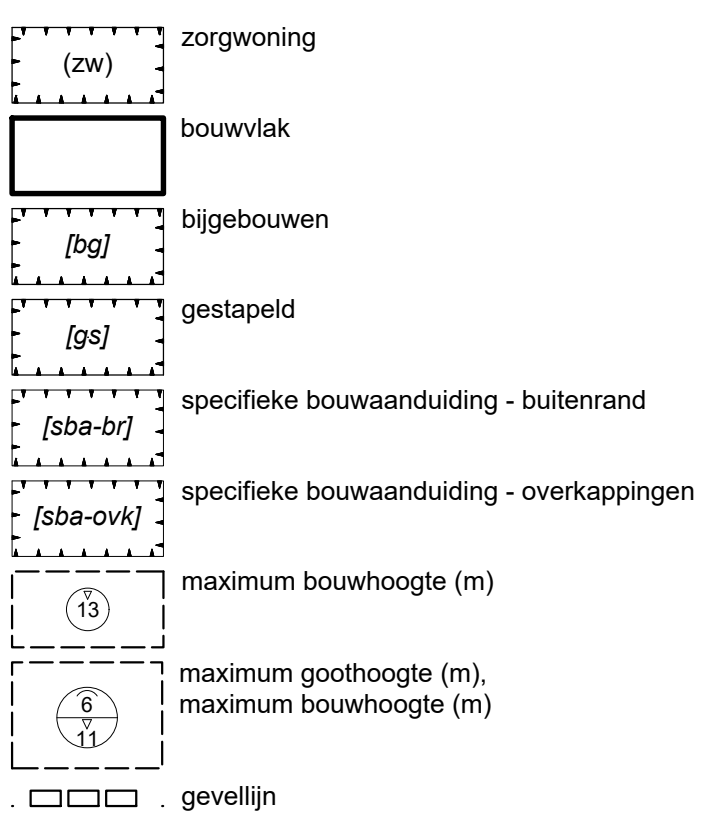 (zw) zorgwoning
bouwvlak
[bg] bijgebouwen
[gs] gestapeld
[sba-br] specifieke bouwaanduiding - buitenrand
[sba-ovk] specifieke bouwaanduiding - overkappingen
13 maximum bouwhoogte (m)
6 maximum goothoogte (m),
11 maximum bouwhoogte (m)
gevellijn